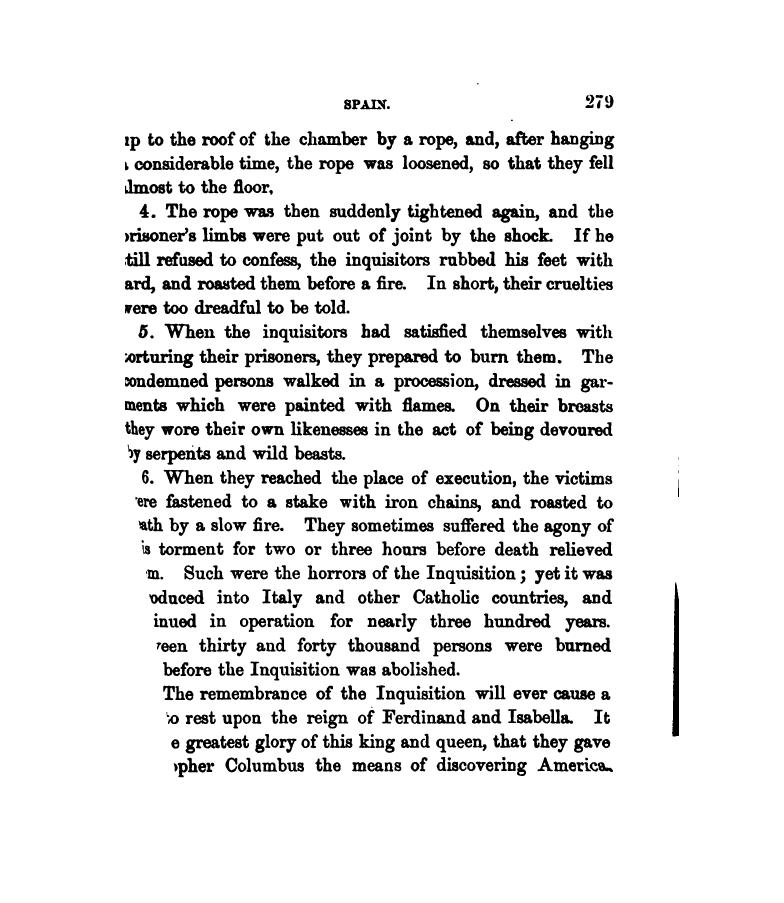 SPAIN. 279
up to the roof of the chamber by a rope, and, after hanging
considerable time, the rope was loosened, so that they fell
almost to the floor,
4. The rope was then suddenly tightened again, and the
prisoner's limbs were put out of joint by the shock. If he
still refused to confess, the inquisitors rubbed his feet with
lard, and roasted them before a fire. In short, their cruelties
were too dreadful to be told.
5. When the inquisitors had satisfied themselves with
torturing their prisoners, they prepared to burn them. The
condemned persons walked in a procession, dressed in gar-
ments which were painted with flames. On their breasts
they wore their own likenesses in the act of being devoured
by serpents and wild beasts.
6. When they reached the place of execution, the victims
ere fastened to a stake with iron chains, and roasted to
ath by a slow fire. They sometimes suffered the agony of
is torment for two or three hours before death relieved
m. Such were the horrors of the Inquisition; yet it was
oduced into Italy and other Catholic countries, and
inued in operation for nearly three hundred years.
een thirty and forty thousand persons were burned
before the Inquisition was abolished.
The remembrance of the Inquisition will ever cause a
o rest upon the reign of Ferdinand and Isabella. It
e greatest glory of this king and queen, that they gave
opher Columbus the means of discovering America.